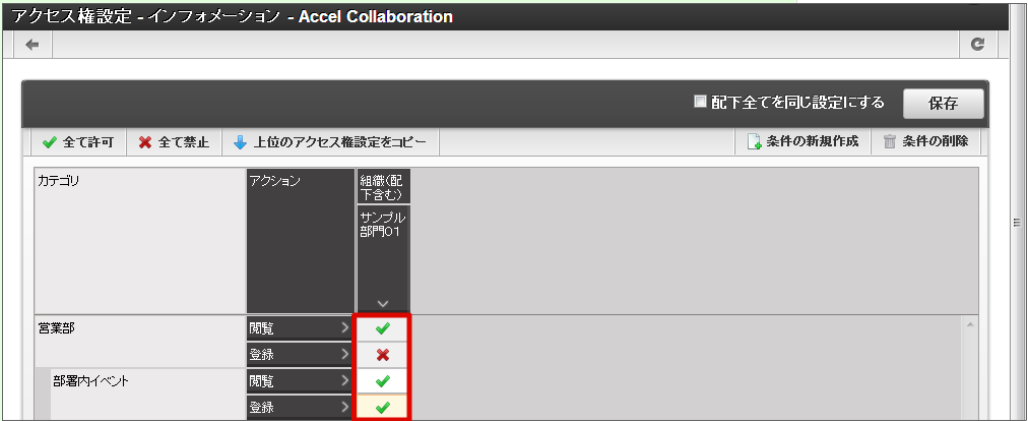 アクセス権設定 - インフォメーション - Accel Collaboration
配下全てを同じ設定にする 保存
全て許可 全て禁止 上位のアクセス権設定をコピー 条件の新規作成 条件の削除
カテゴリ アクション 組織(配
下含む)
サンプル
部門01
営業部 閲覧
登録
部署内イベント 閲覧
登録